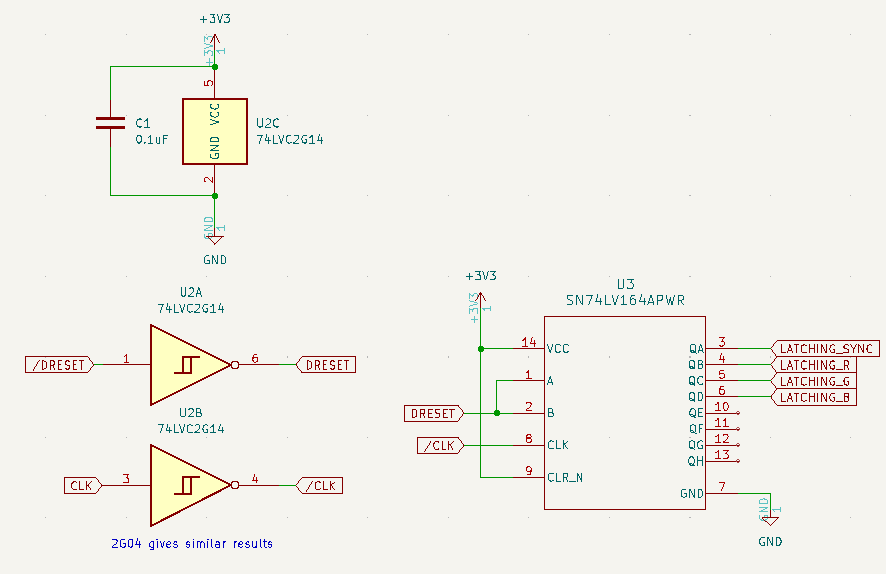 +3V3
+3V3
1
5
C1
0.1uF
VCC
GND
U2C
74LVC2G14
2
GND
1
GND
U2A
74LVC2G14
/DRESET
1
6
DRESET
U2B
74LVC2G14
CLK
3
4
/CLK
2G04 gives similar results
+3V3
+3V3
1
U3
SN74LV164APWR
14 VCC
QA 3 LATCHING_SYNC
QB 4 LATCHING_R
1 A
QC 5 LATCHING_G
QD 6 LATCHING_B
DRESET 2 B
QE 10
QF 11
/CLK 8 CLK
QG 12
QH 13
9 CLR_N
GND 7
GND
1
GND